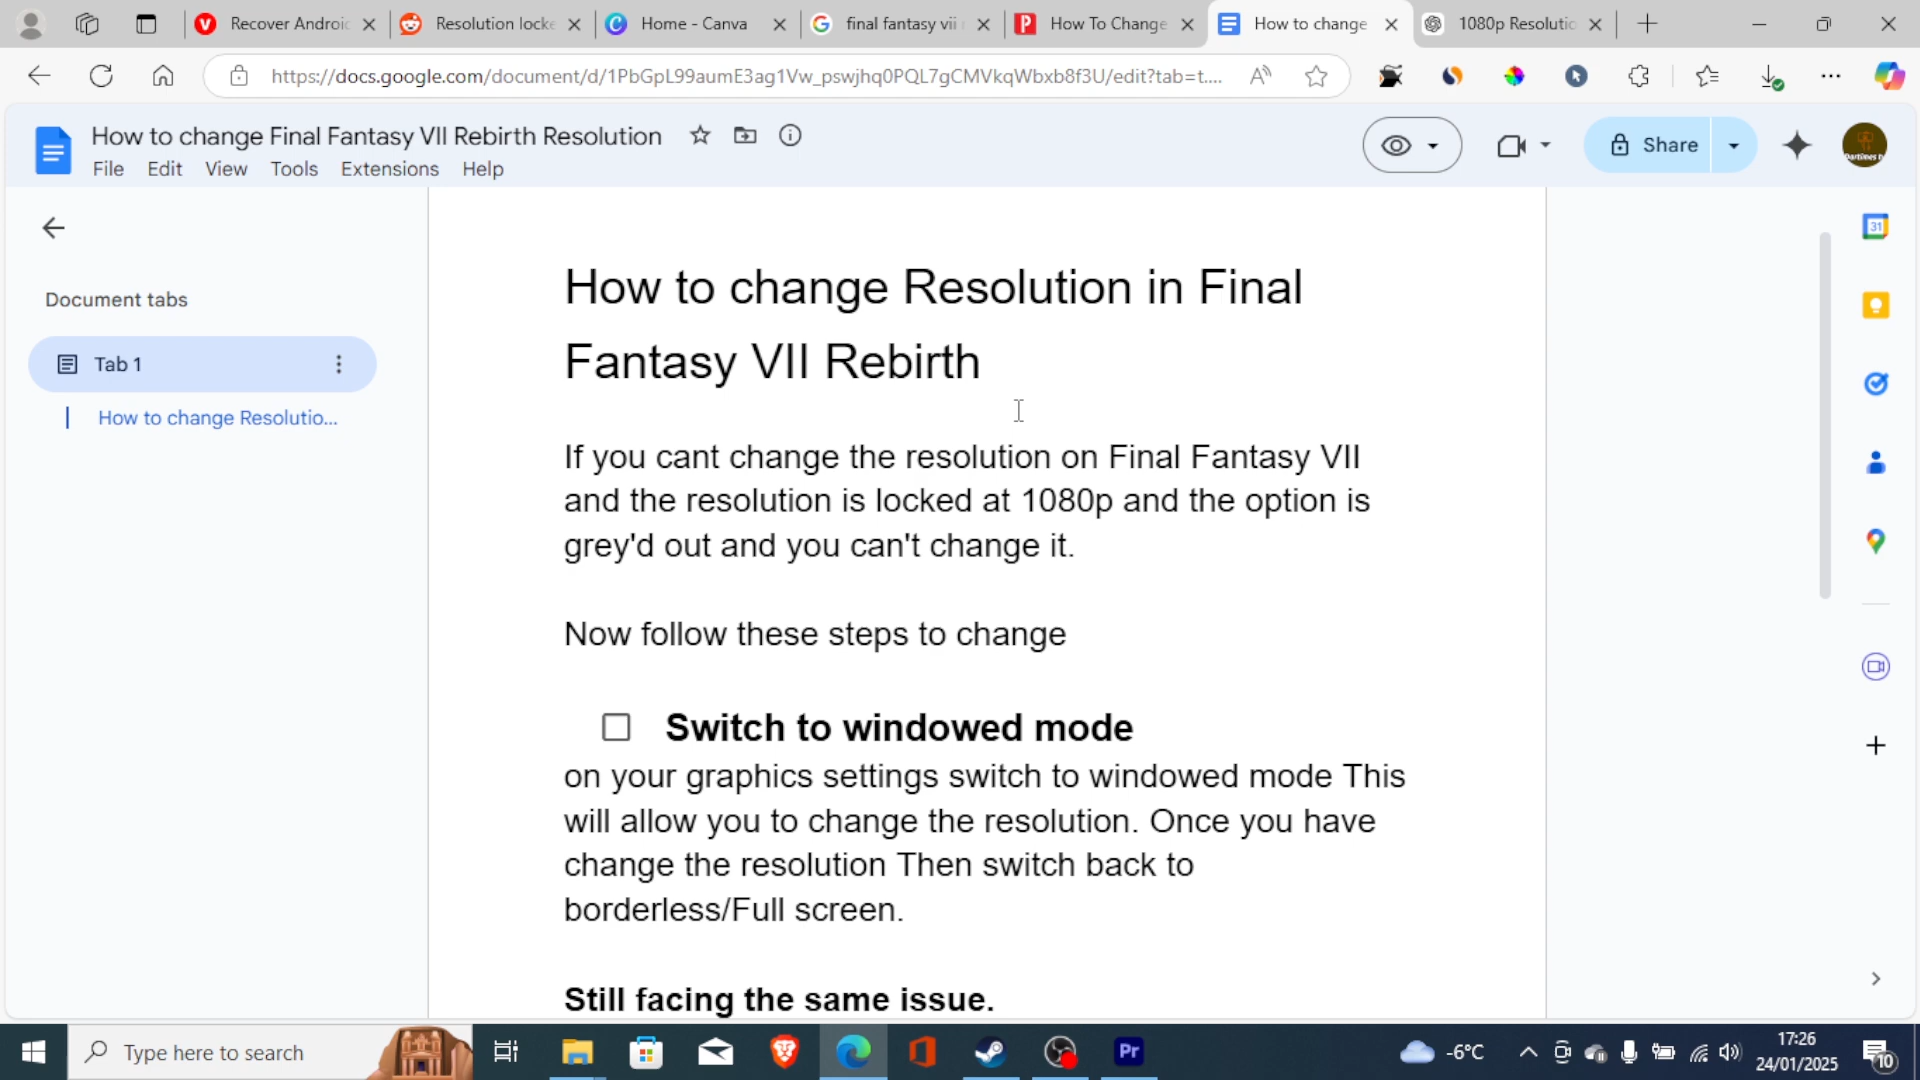 Recover Android
Resolution locke
Home - Canva
final fantasy vii
How To Change
How to change
1080p Resolutio
https://docs.google.com/document/d/1PbGpL99aumE3ag1Vw_pswjhq0PQL7gCMVkqWbxb8f3U/edit?tab=t....
How to change Final Fantasy VII Rebirth Resolution
File Edit View Tools Extensions Help
Share
Document tabs
Tab 1
How to change Resolutio...
How to change Resolution in Final
Fantasy VII Rebirth
If you cant change the resolution on Final Fantasy VII
and the resolution is locked at 1080p and the option is
grey'd out and you can't change it.
Now follow these steps to change
Switch to windowed mode
on your graphics settings switch to windowed mode This
will allow you to change the resolution. Once you have
change the resolution Then switch back to
borderless/Full screen.
Still facing the same issue.
31
Type here to search
Pr
-6°C
17:26
24/01/2025
10